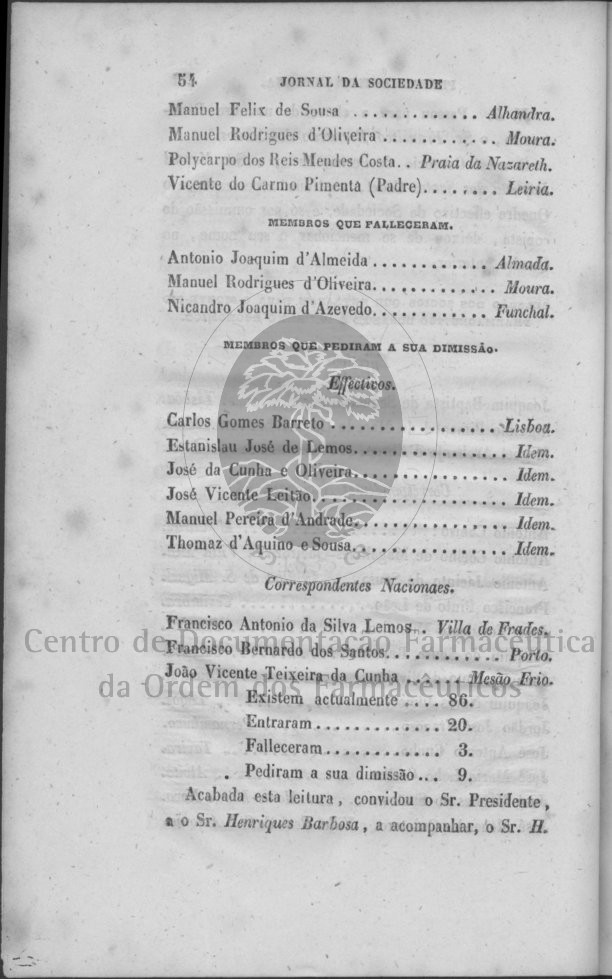 54 JORNAL DA SOCIEDADE
Manuel Felix de Sousa ............. Alhandra.
Manuel Rodrigues d'Oliveira ............ Moura.
Polycarpo dos Reis Mendes Costa.. Praia da Nazareth.
Vicente do Carmo Pimenta (Padre)........ Leiria.
MEMBROS QUE FALLECERAM.
Antonio Joaquim d'Almeida ............ Almada.
Manuel Rodrigues d'Oliveira............ Moura.
Nicandro Joaquim d'Azevedo............ Funchal.
MEMBROS QUE PEDIRAM A SUA DIMISSÃO.
Effectivos.
Carlos Gomes Barreto ................. Lisboa.
Estanislau José de Lemos................ Idem.
José da Cunha e Oliveira................ Idem.
José Vicente Leitão.................... Idem.
Manuel Pereira d'Andrade................ Idem.
Thomaz d'Aquino e Sousa................ Idem.
Correspondentes Nacionaes.
Francisco Antonio da Silva Lemos... Villa de Frades.
Centro de Documentação Farmacêutica
Francisco Bernardo dos Santos............ Porto.
João Vicente Teixeira da Cunha ...... Mesão Frio.
da Ordem dos Farmacêuticos
Existem actualmente .... 86.
Entraram ............. 20.
Falleceram ............ 3.
Pediram a sua dimissão... 9.
Acabada esta leitura, convidou o Sr. Presidente,
a o Sr. Henriques Barbosa, a acompanhar, o Sr. H.